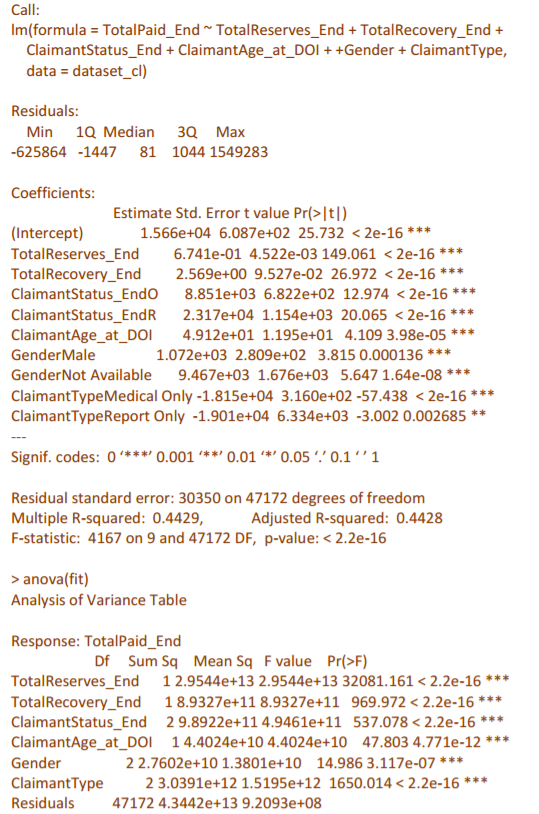 Call:
lm(formula = TotalPaid_End ~ TotalReserves_End + TotalRecovery_End +
ClaimantStatus_End + ClaimantAge_at_DOI + +Gender + ClaimantType,
data = dataset_cl)
Residuals:
Min 1Q Median 3Q Max
-625864 -1447 81 1044 1549283
Coefficients:
Estimate Std. Error t value Pr(>|t|)
(Intercept) 1.566e+04 6.087e+02 25.732 < 2e-16 ***
TotalReserves_End 6.741e-01 4.522e-03 149.061 < 2e-16 ***
TotalRecovery_End 2.569e+00 9.527e-02 26.972 < 2e-16 ***
ClaimantStatus_EndO 8.851e+03 6.822e+02 12.974 < 2e-16 ***
ClaimantStatus_EndR 2.317e+04 1.154e+03 20.065 < 2e-16 ***
ClaimantAge_at_DOI 4.912e+01 1.195e+01 4.109 3.98e-05 ***
GenderMale 1.072e+03 2.809e+02 3.815 0.000136 ***
GenderNot Available 9.467e+03 1.676e+03 5.647 1.64e-08 ***
ClaimantTypeMedical Only -1.815e+04 3.160e+02 -57.438 < 2e-16 ***
ClaimantTypeReport Only -1.901e+04 6.334e+03 -3.002 0.002685 **
---
Signif. codes: 0 ‘***’ 0.001 ‘**’ 0.01 ‘*’ 0.05 ‘.’ 0.1 ‘ ’ 1
Residual standard error: 30350 on 47172 degrees of freedom
Multiple R-squared: 0.4429, Adjusted R-squared: 0.4428
F-statistic: 4167 on 9 and 47172 DF, p-value: < 2.2e-16
> anova(fit)
Analysis of Variance Table
Response: TotalPaid_End
Df Sum Sq Mean Sq F value Pr(>F)
TotalReserves_End 1 2.9544e+13 2.9544e+13 32081.161 < 2.2e-16 ***
TotalRecovery_End 1 8.9327e+11 8.9327e+11 969.972 < 2.2e-16 ***
ClaimantStatus_End 2 9.8922e+11 4.9461e+11 537.078 < 2.2e-16 ***
ClaimantAge_at_DOI 1 4.4024e+10 4.4024e+10 47.803 4.771e-12 ***
Gender 2 2.7602e+10 1.3801e+10 14.986 3.117e-07 ***
ClaimantType 2 3.0391e+12 1.5195e+12 1650.014 < 2.2e-16 ***
Residuals 47172 4.3442e+13 9.2093e+08